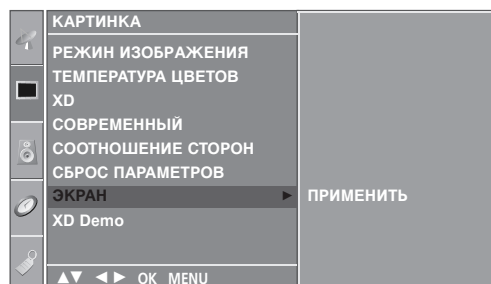 КАРТИНКА
РЕЖИН ИЗОБРАЖЕНИЯ
ТЕМПЕРАТУРА ЦВЕТОВ
XD
СОВРЕМЕННЫЙ
СООТНОШЕНИЕ СТОРОН
СБРОС ПАРАМЕТРОВ
ЭКРАН ► ПРИМЕНИТЬ
XD Demo
▲▼ ◄► OK MENU